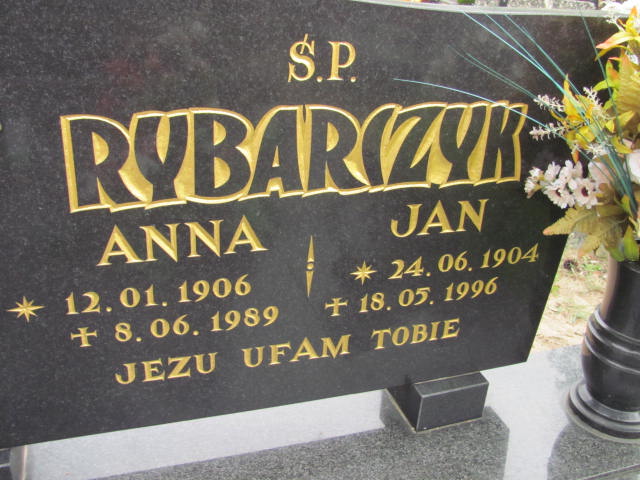 Ś.P.
RYBARCZYK
ANNA
12.01.1906
8.06.1989
JAN
24.06.1904
18.05.1996
JEZU UFAM TOBIE